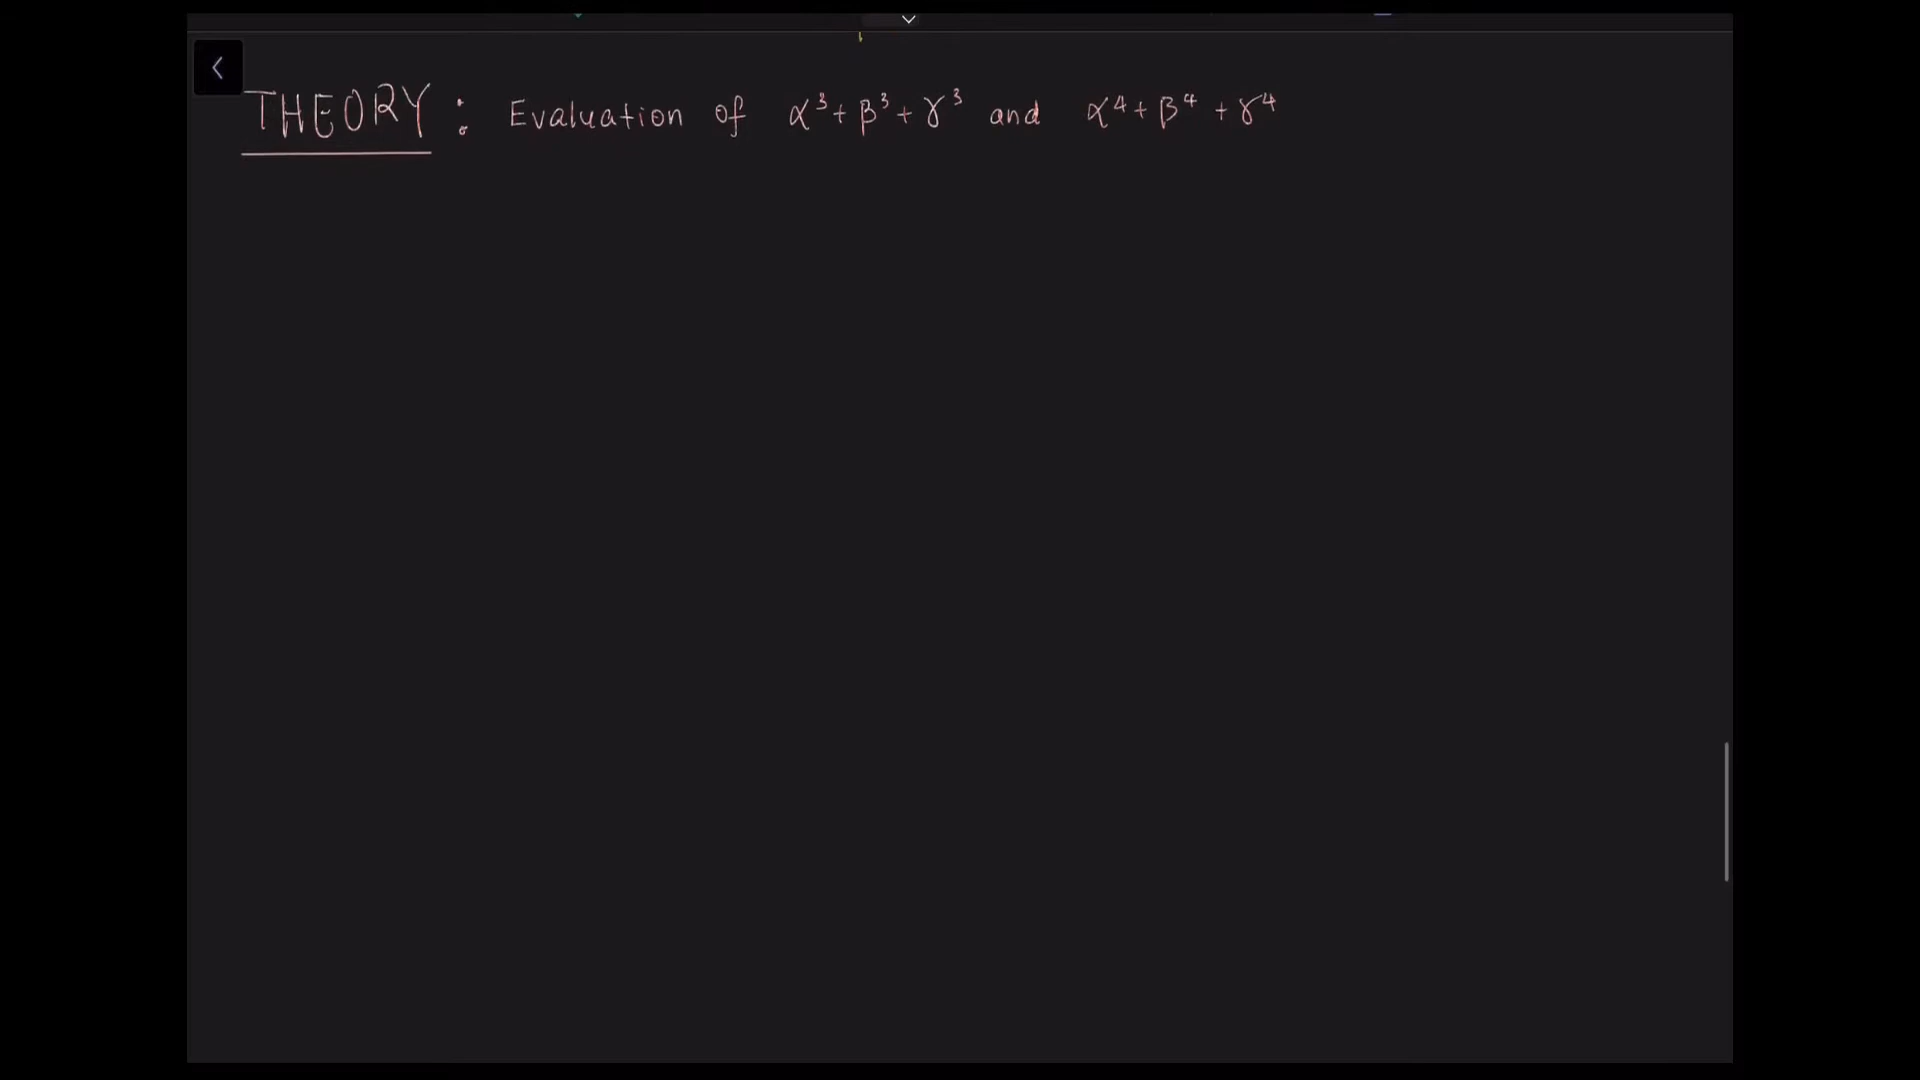 THEORY : Evaluation of α³ + β³ + γ³ and α⁴ + β⁴ + γ⁴